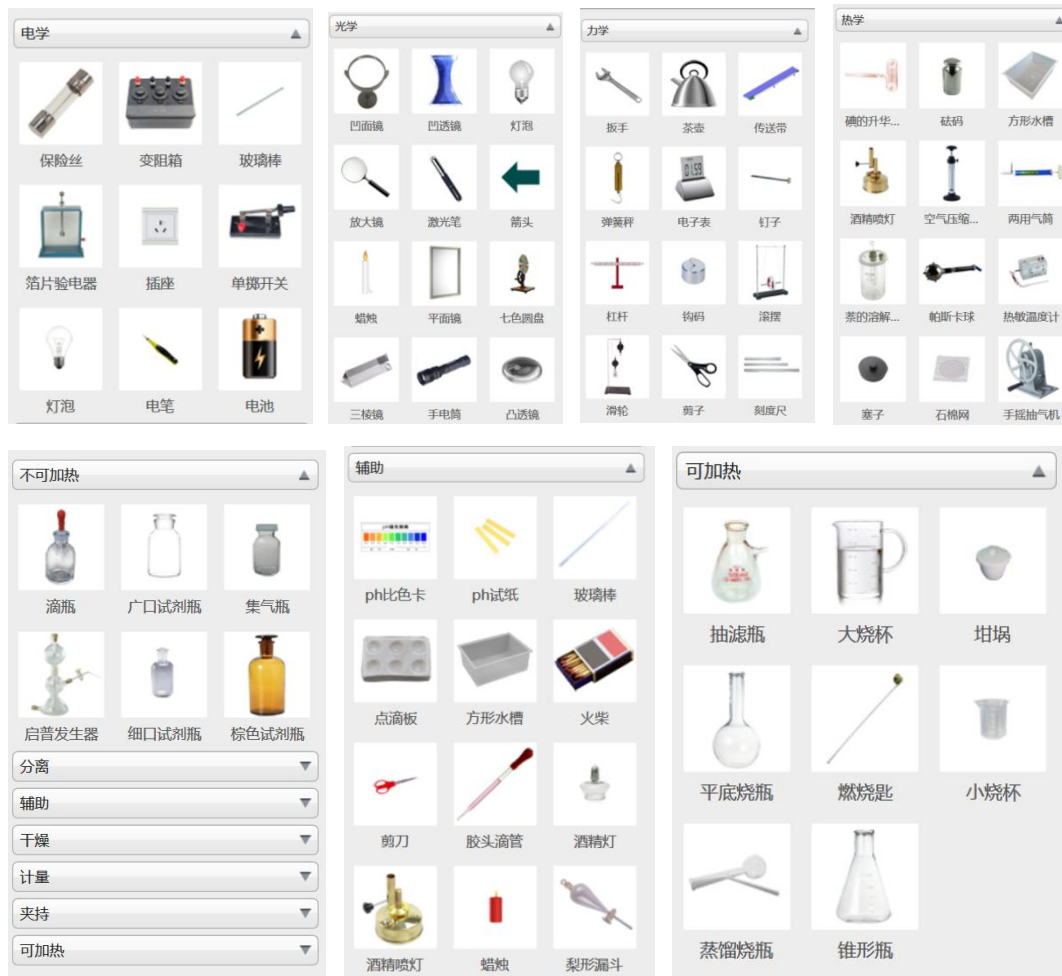 电学
保险丝 变阻箱 玻璃棒
箔片验电器 插座 单掷开关
灯泡 电笔 电池
光学
凹面镜 凹透镜 灯泡
放大镜 激光笔 箭头
蜡烛 平面镜 七色圆盘
三棱镜 手电筒 凸透镜
力学
扳手 茶壶 传送带
弹簧秤 电子表 钉子
杠杆 钩码 滚摆
滑轮 剪子 刻度尺
热学
碘的升华... 砝码 方形水槽
酒精喷灯 空气压缩... 两用气筒
萘的溶解... 帕斯卡球 热敏温度计
塞子 石棉网 手摇抽气机
不可加热
滴瓶 广口试剂瓶 集气瓶
启普发生器 细口试剂瓶 棕色试剂瓶
分离
辅助
干燥
计量
夹持
可加热
辅助
ph比色卡 ph试纸 玻璃棒
点滴板 方形水槽 火柴
剪刀 胶头滴管 酒精灯
酒精喷灯 蜡烛 梨形漏斗
可加热
抽滤瓶 大烧杯 坩埚
平底烧瓶 燃烧匙 小烧杯
蒸馏烧瓶 锥形瓶